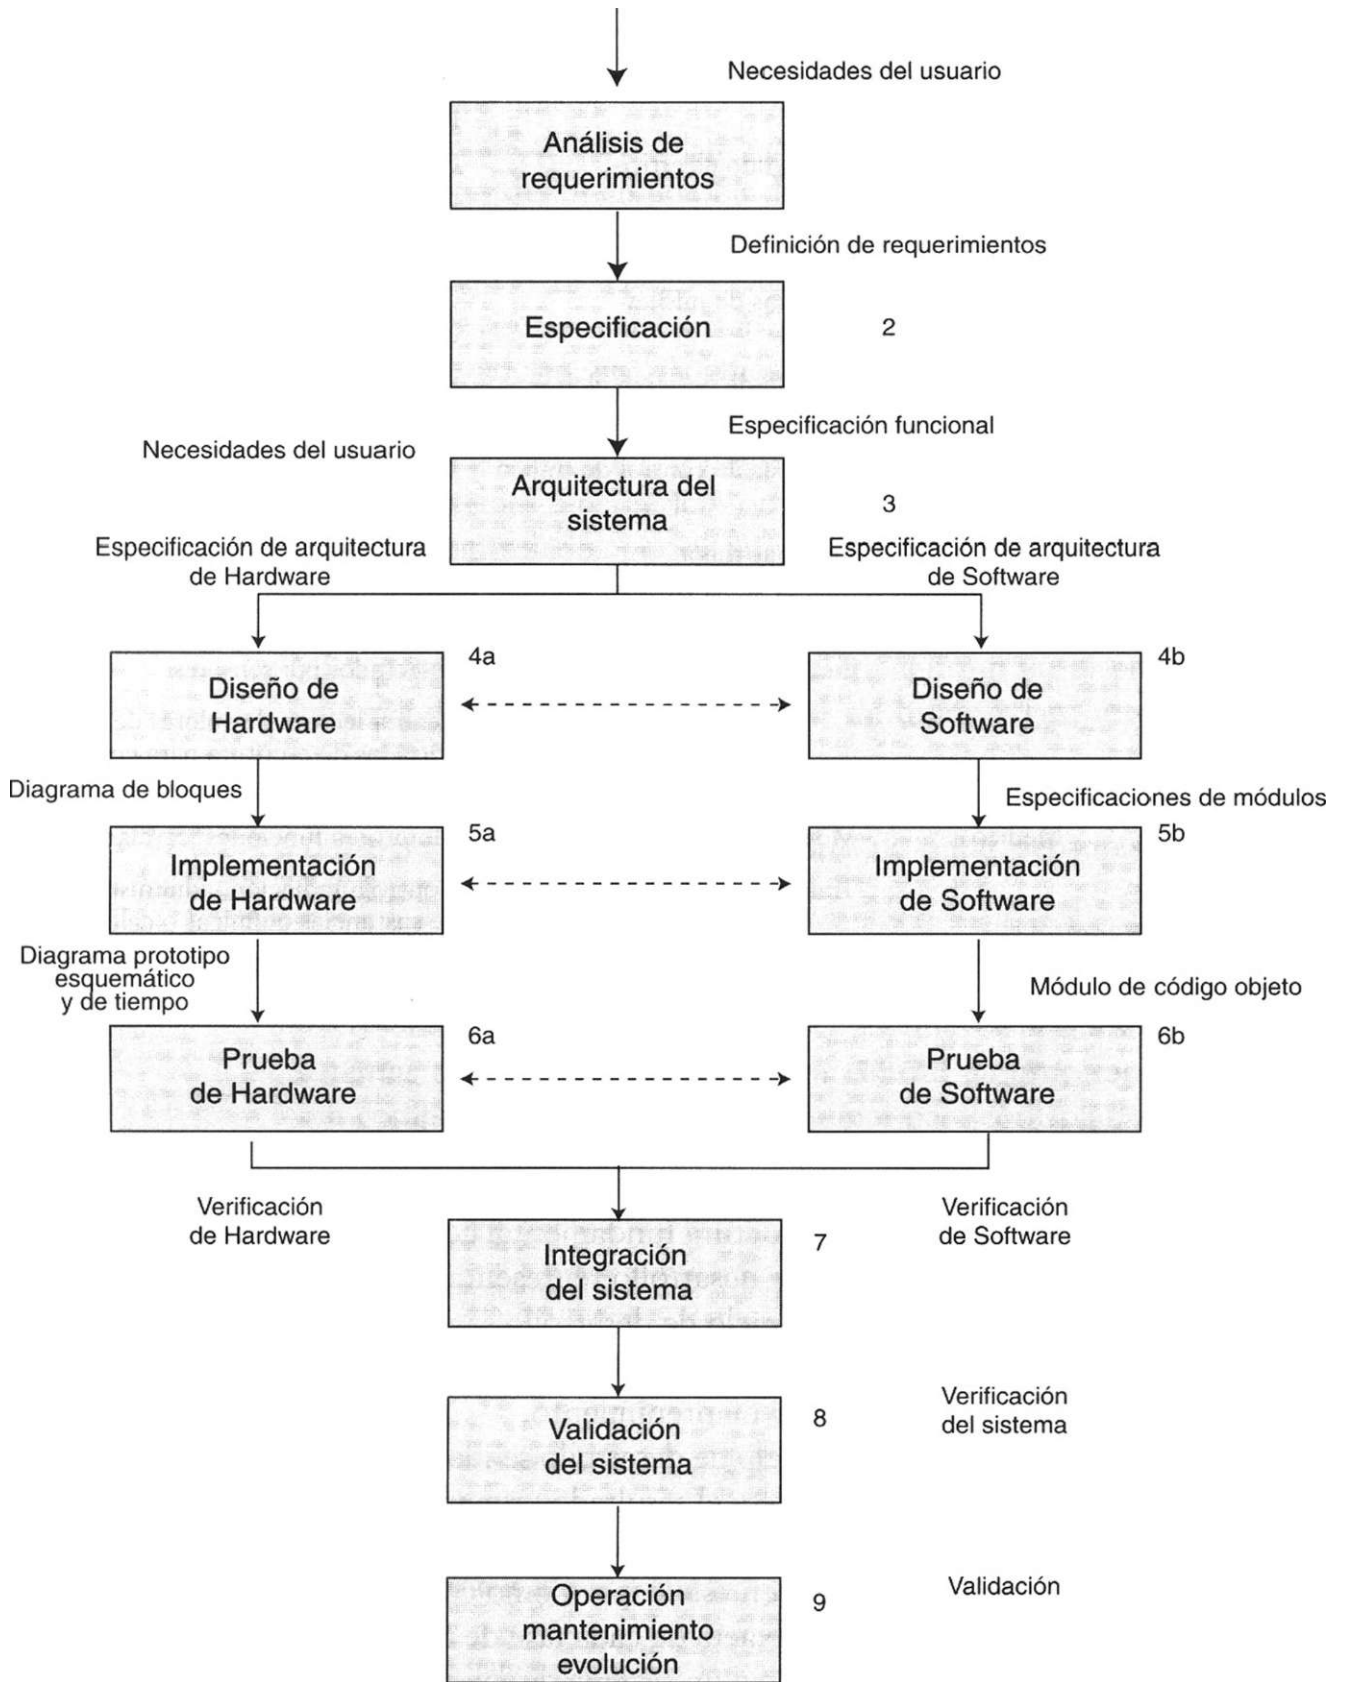 Necesidades del usuario
Análisis de
requerimientos
Definición de requerimientos
Especificación
2
Especificación funcional
Necesidades del usuario
Arquitectura del
sistema
3
Especificación de arquitectura
de Hardware
Especificación de arquitectura
de Software
4a
Diseño de
Hardware
4b
Diseño de
Software
Diagrama de bloques
Especificaciones de módulos
5a
Implementación
de Hardware
5b
Implementación
de Software
Diagrama prototipo
esquemático
y de tiempo
Módulo de código objeto
6a
Prueba
de Hardware
6b
Prueba
de Software
Verificación
de Hardware
Verificación
de Software
Integración
del sistema
7
Validación
del sistema
8
Verificación
del sistema
Operación
mantenimiento
evolución
9
Validación